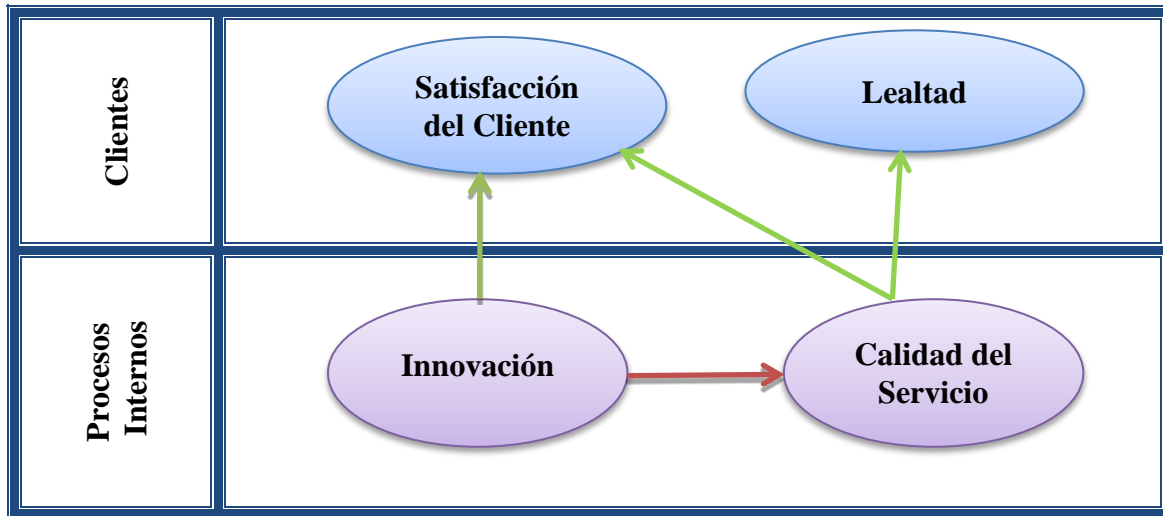 Clientes
Satisfacción
del Cliente
Lealtad
Procesos
Internos
Innovación
Calidad del
Servicio